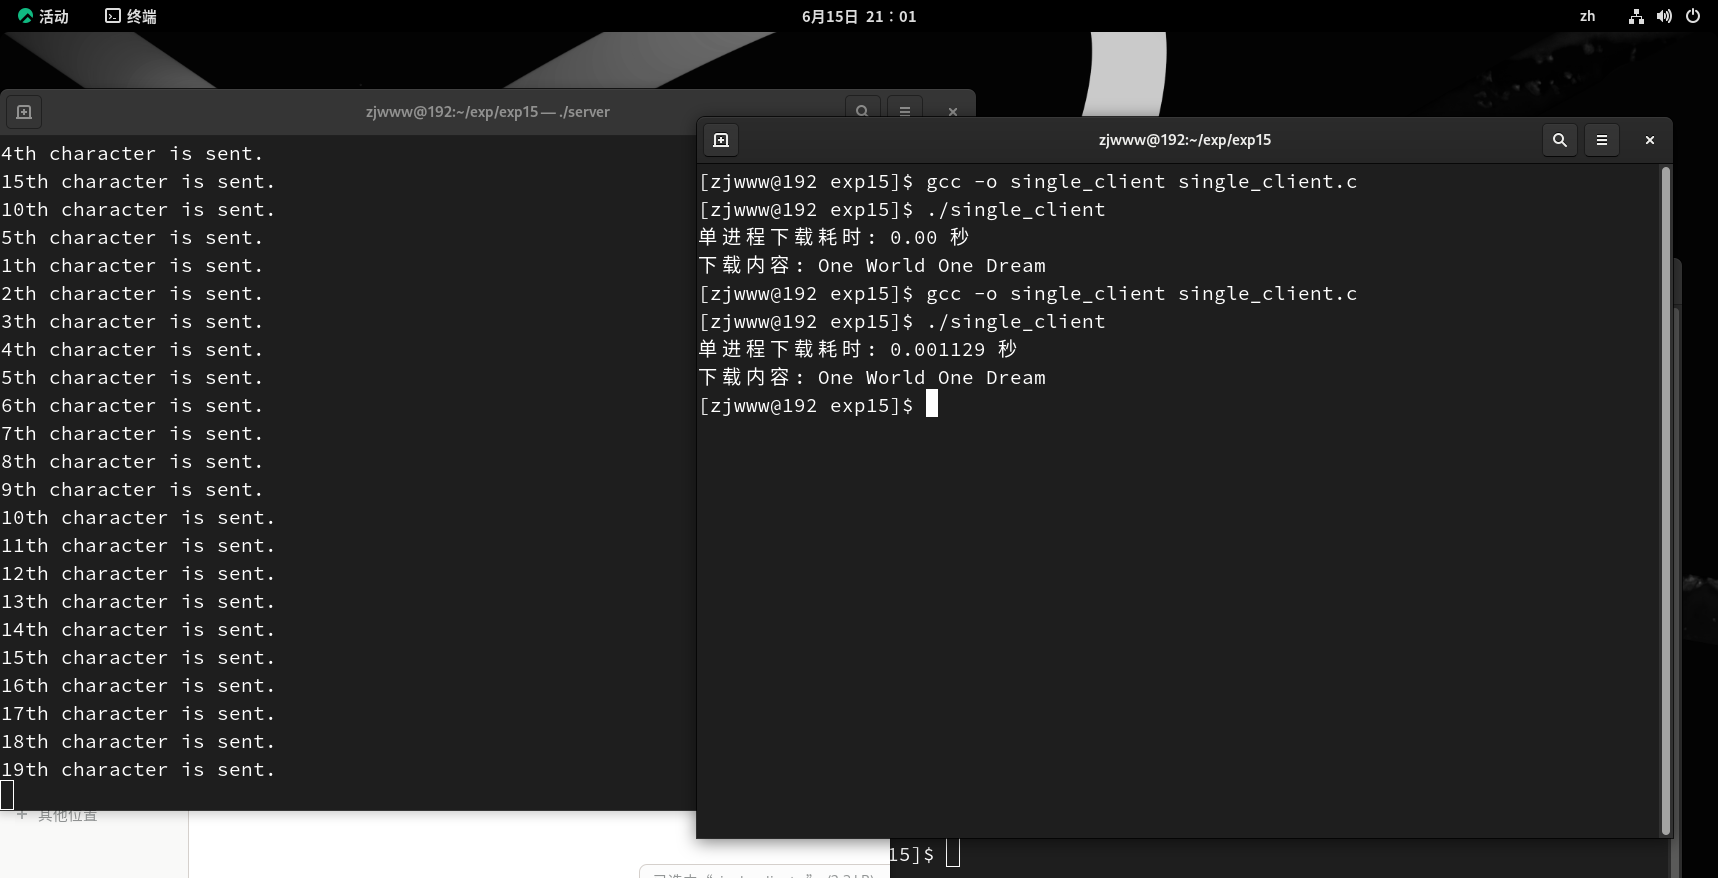 活动 终端 6月15日 21：01 zh
zjwww@192:~/exp/exp15 — ./server
4th character is sent.
15th character is sent.
10th character is sent.
5th character is sent.
1th character is sent.
2th character is sent.
3th character is sent.
4th character is sent.
5th character is sent.
6th character is sent.
7th character is sent.
8th character is sent.
9th character is sent.
10th character is sent.
11th character is sent.
12th character is sent.
13th character is sent.
14th character is sent.
15th character is sent.
16th character is sent.
17th character is sent.
18th character is sent.
19th character is sent.
zjwww@192:~/exp/exp15
[zjwww@192 exp15]$ gcc -o single_client single_client.c
[zjwww@192 exp15]$ ./single_client
单进程下载耗时: 0.00 秒
下载内容: One World One Dream
[zjwww@192 exp15]$ gcc -o single_client single_client.c
[zjwww@192 exp15]$ ./single_client
单进程下载耗时: 0.001129 秒
下载内容: One World One Dream
[zjwww@192 exp15]$
+ 其他位置
15]$